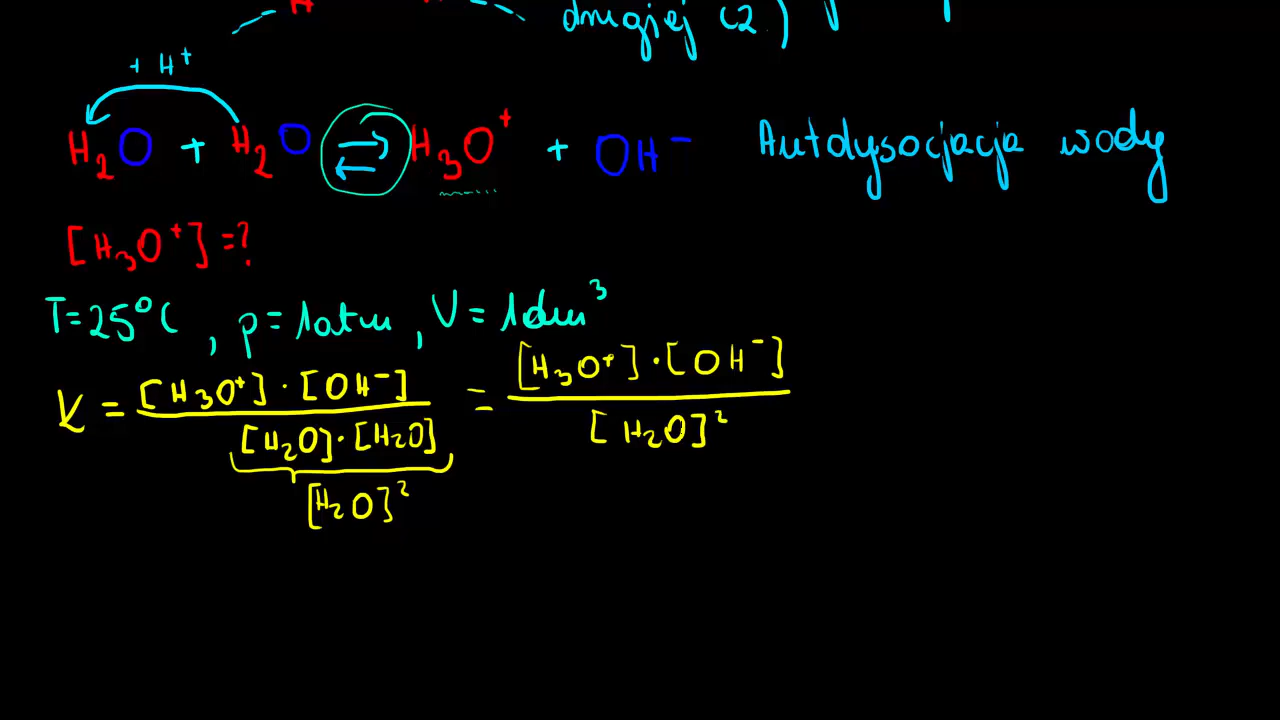 H
drugiej (2.)
+ H⁺
H₂O + H₂O ⇌ H₃O⁺ + OH⁻ Autdysocjacja wody
[H₃O⁺] = ?
T = 25°C , p = 1atm , V = 1dm³
K = [H₃O⁺] · [OH⁻] / [H₂O] · [H₂O] = [H₃O⁺] · [OH⁻] / [H₂O]²
[H₂O]²